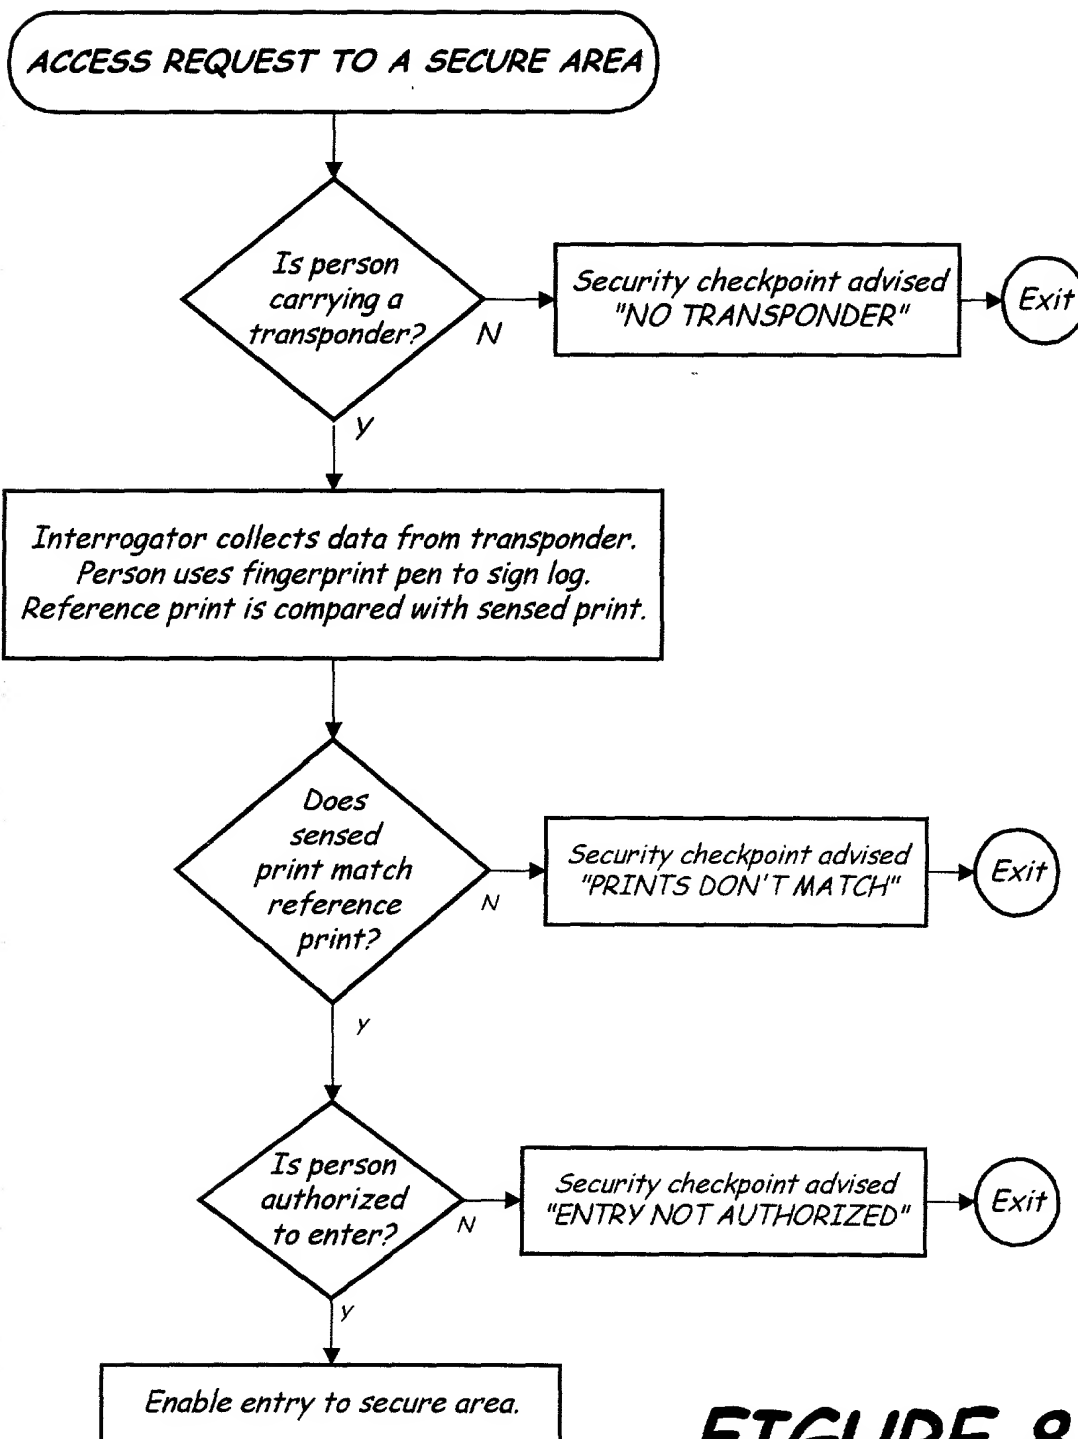 ACCESS REQUEST TO A SECURE AREA
Is person
carrying a
transponder?
N
Security checkpoint advised
"NO TRANSPONDER"
Exit
Y
Interrogator collects data from transponder.
Person uses fingerprint pen to sign log.
Reference print is compared with sensed print.
Does
sensed
print match
reference
print?
N
Security checkpoint advised
"PRINTS DON'T MATCH"
Exit
Y
Is person
authorized
to enter?
N
Security checkpoint advised
"ENTRY NOT AUTHORIZED"
Exit
Y
Enable entry to secure area.
FIGURE 8